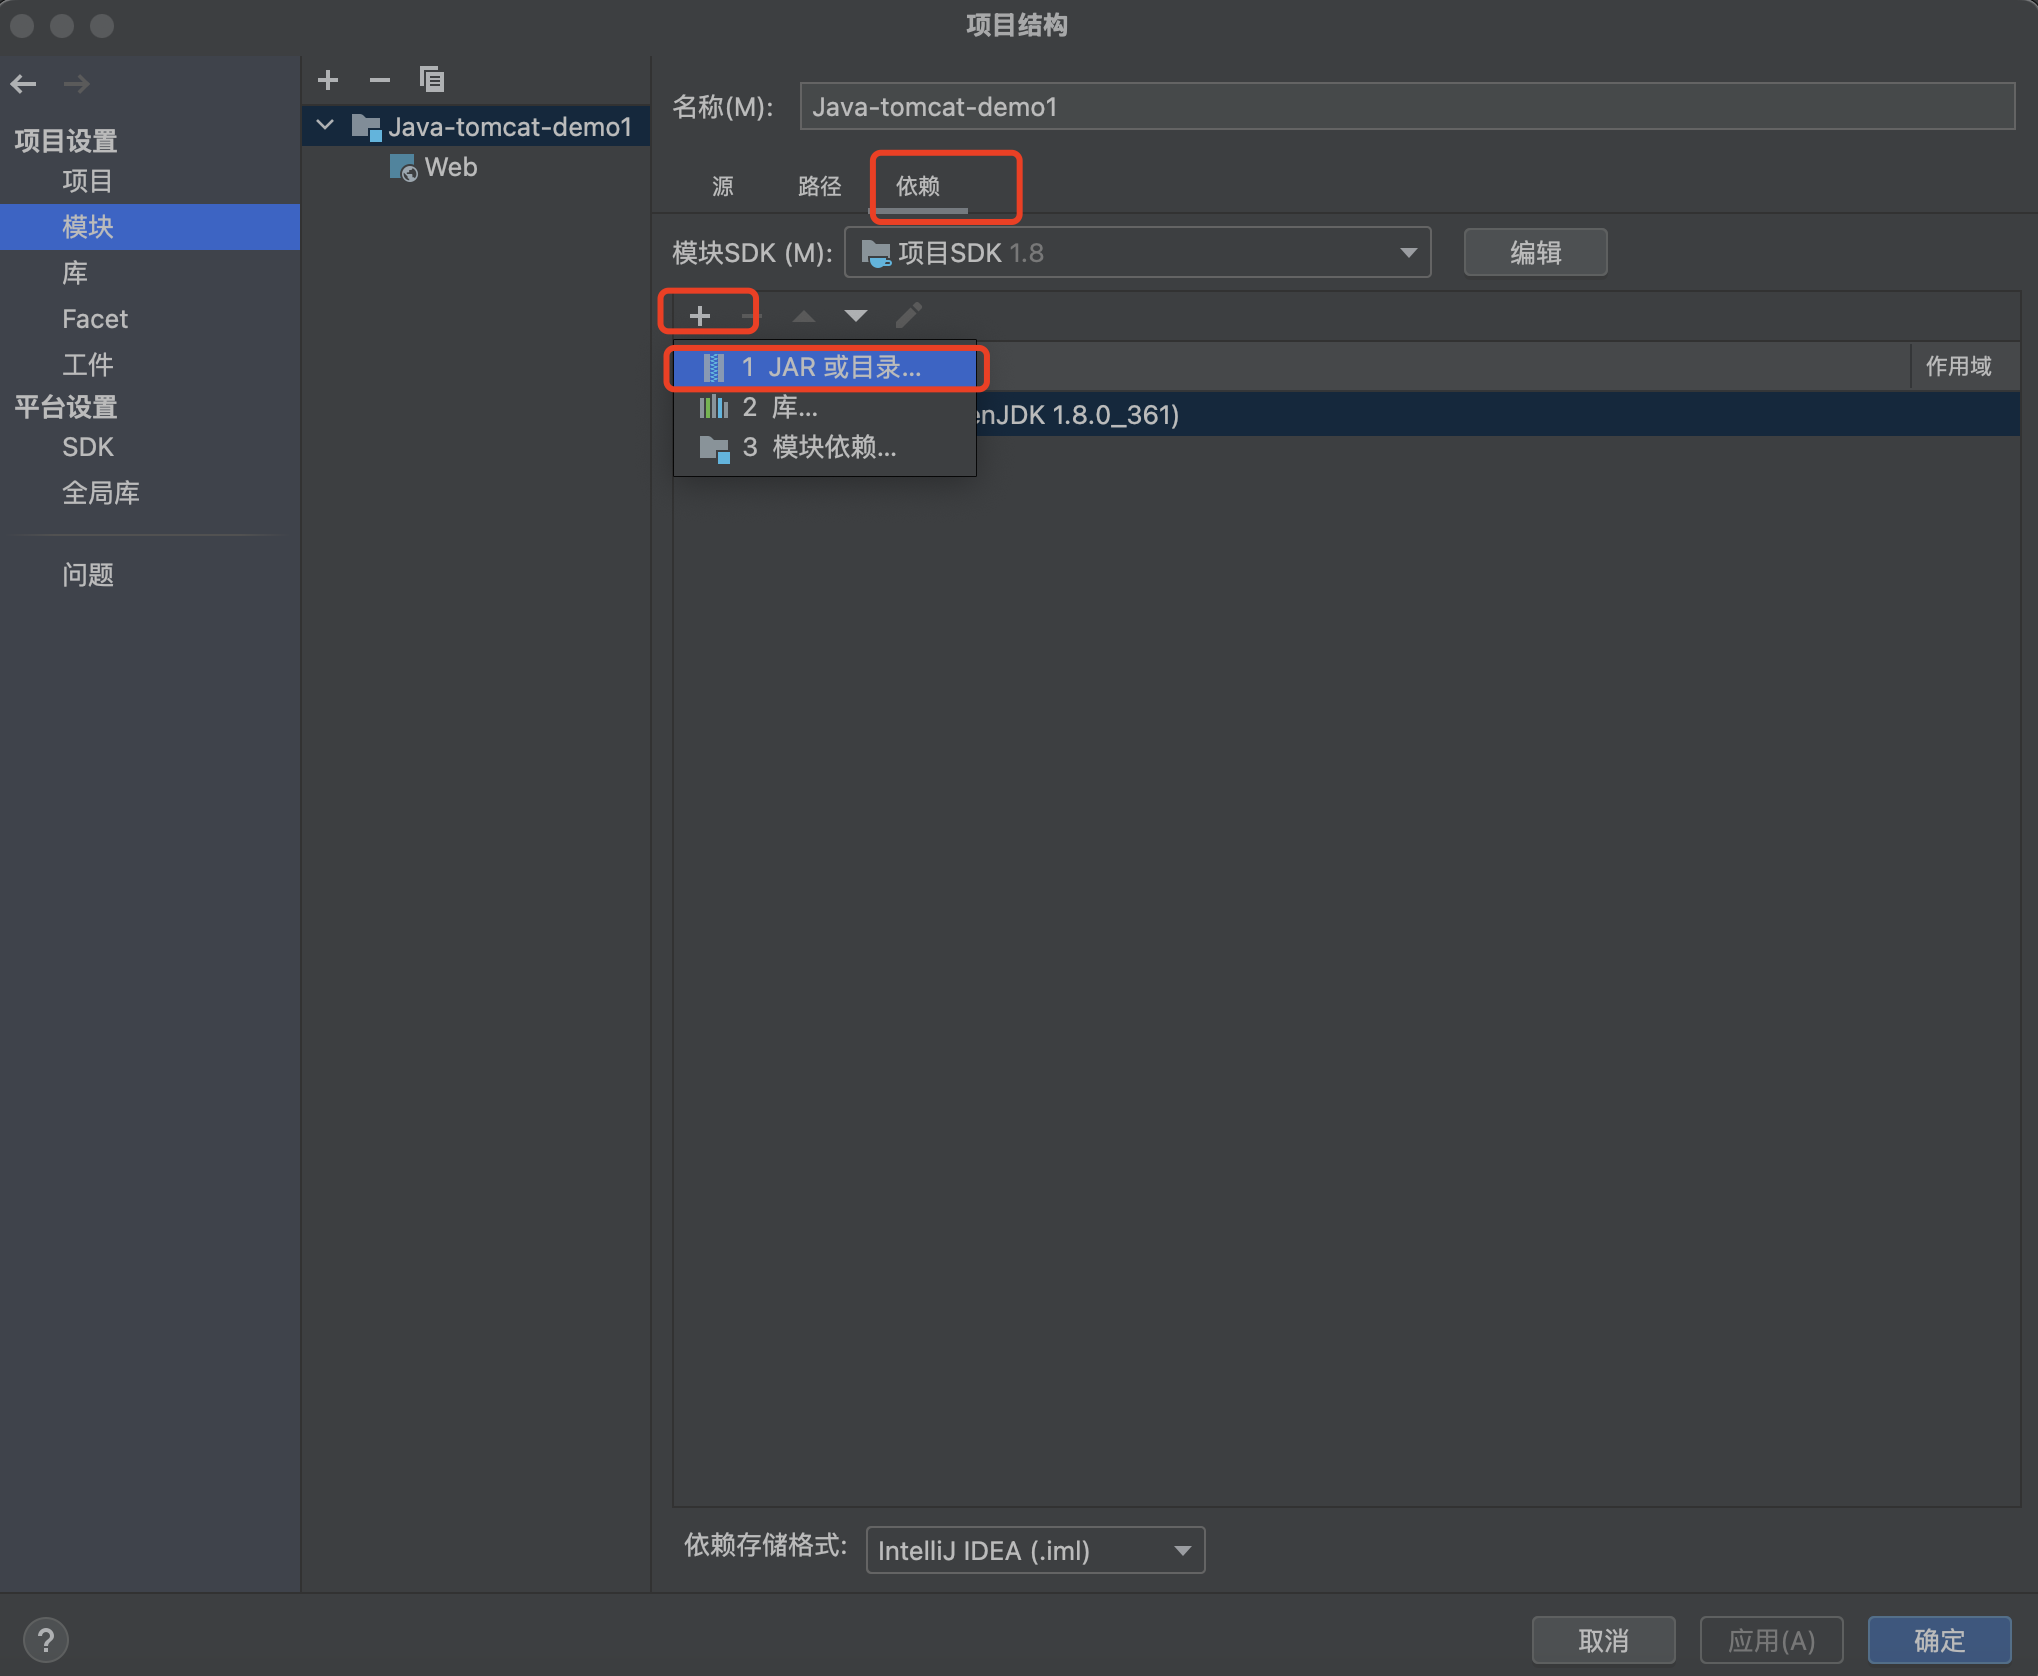 项目结构
项目设置
项目
模块
库
Facet
工件
平台设置
SDK
全局库
问题
Java-tomcat-demo1
Web
名称(M): Java-tomcat-demo1
源 路径 依赖
模块SDK (M): 项目SDK 1.8 编辑
作用域
1 JAR 或目录...
2 库...
3 模块依赖...
enJDK 1.8.0_361)
依赖存储格式: IntelliJ IDEA (.iml)
? 取消 应用(A) 确定